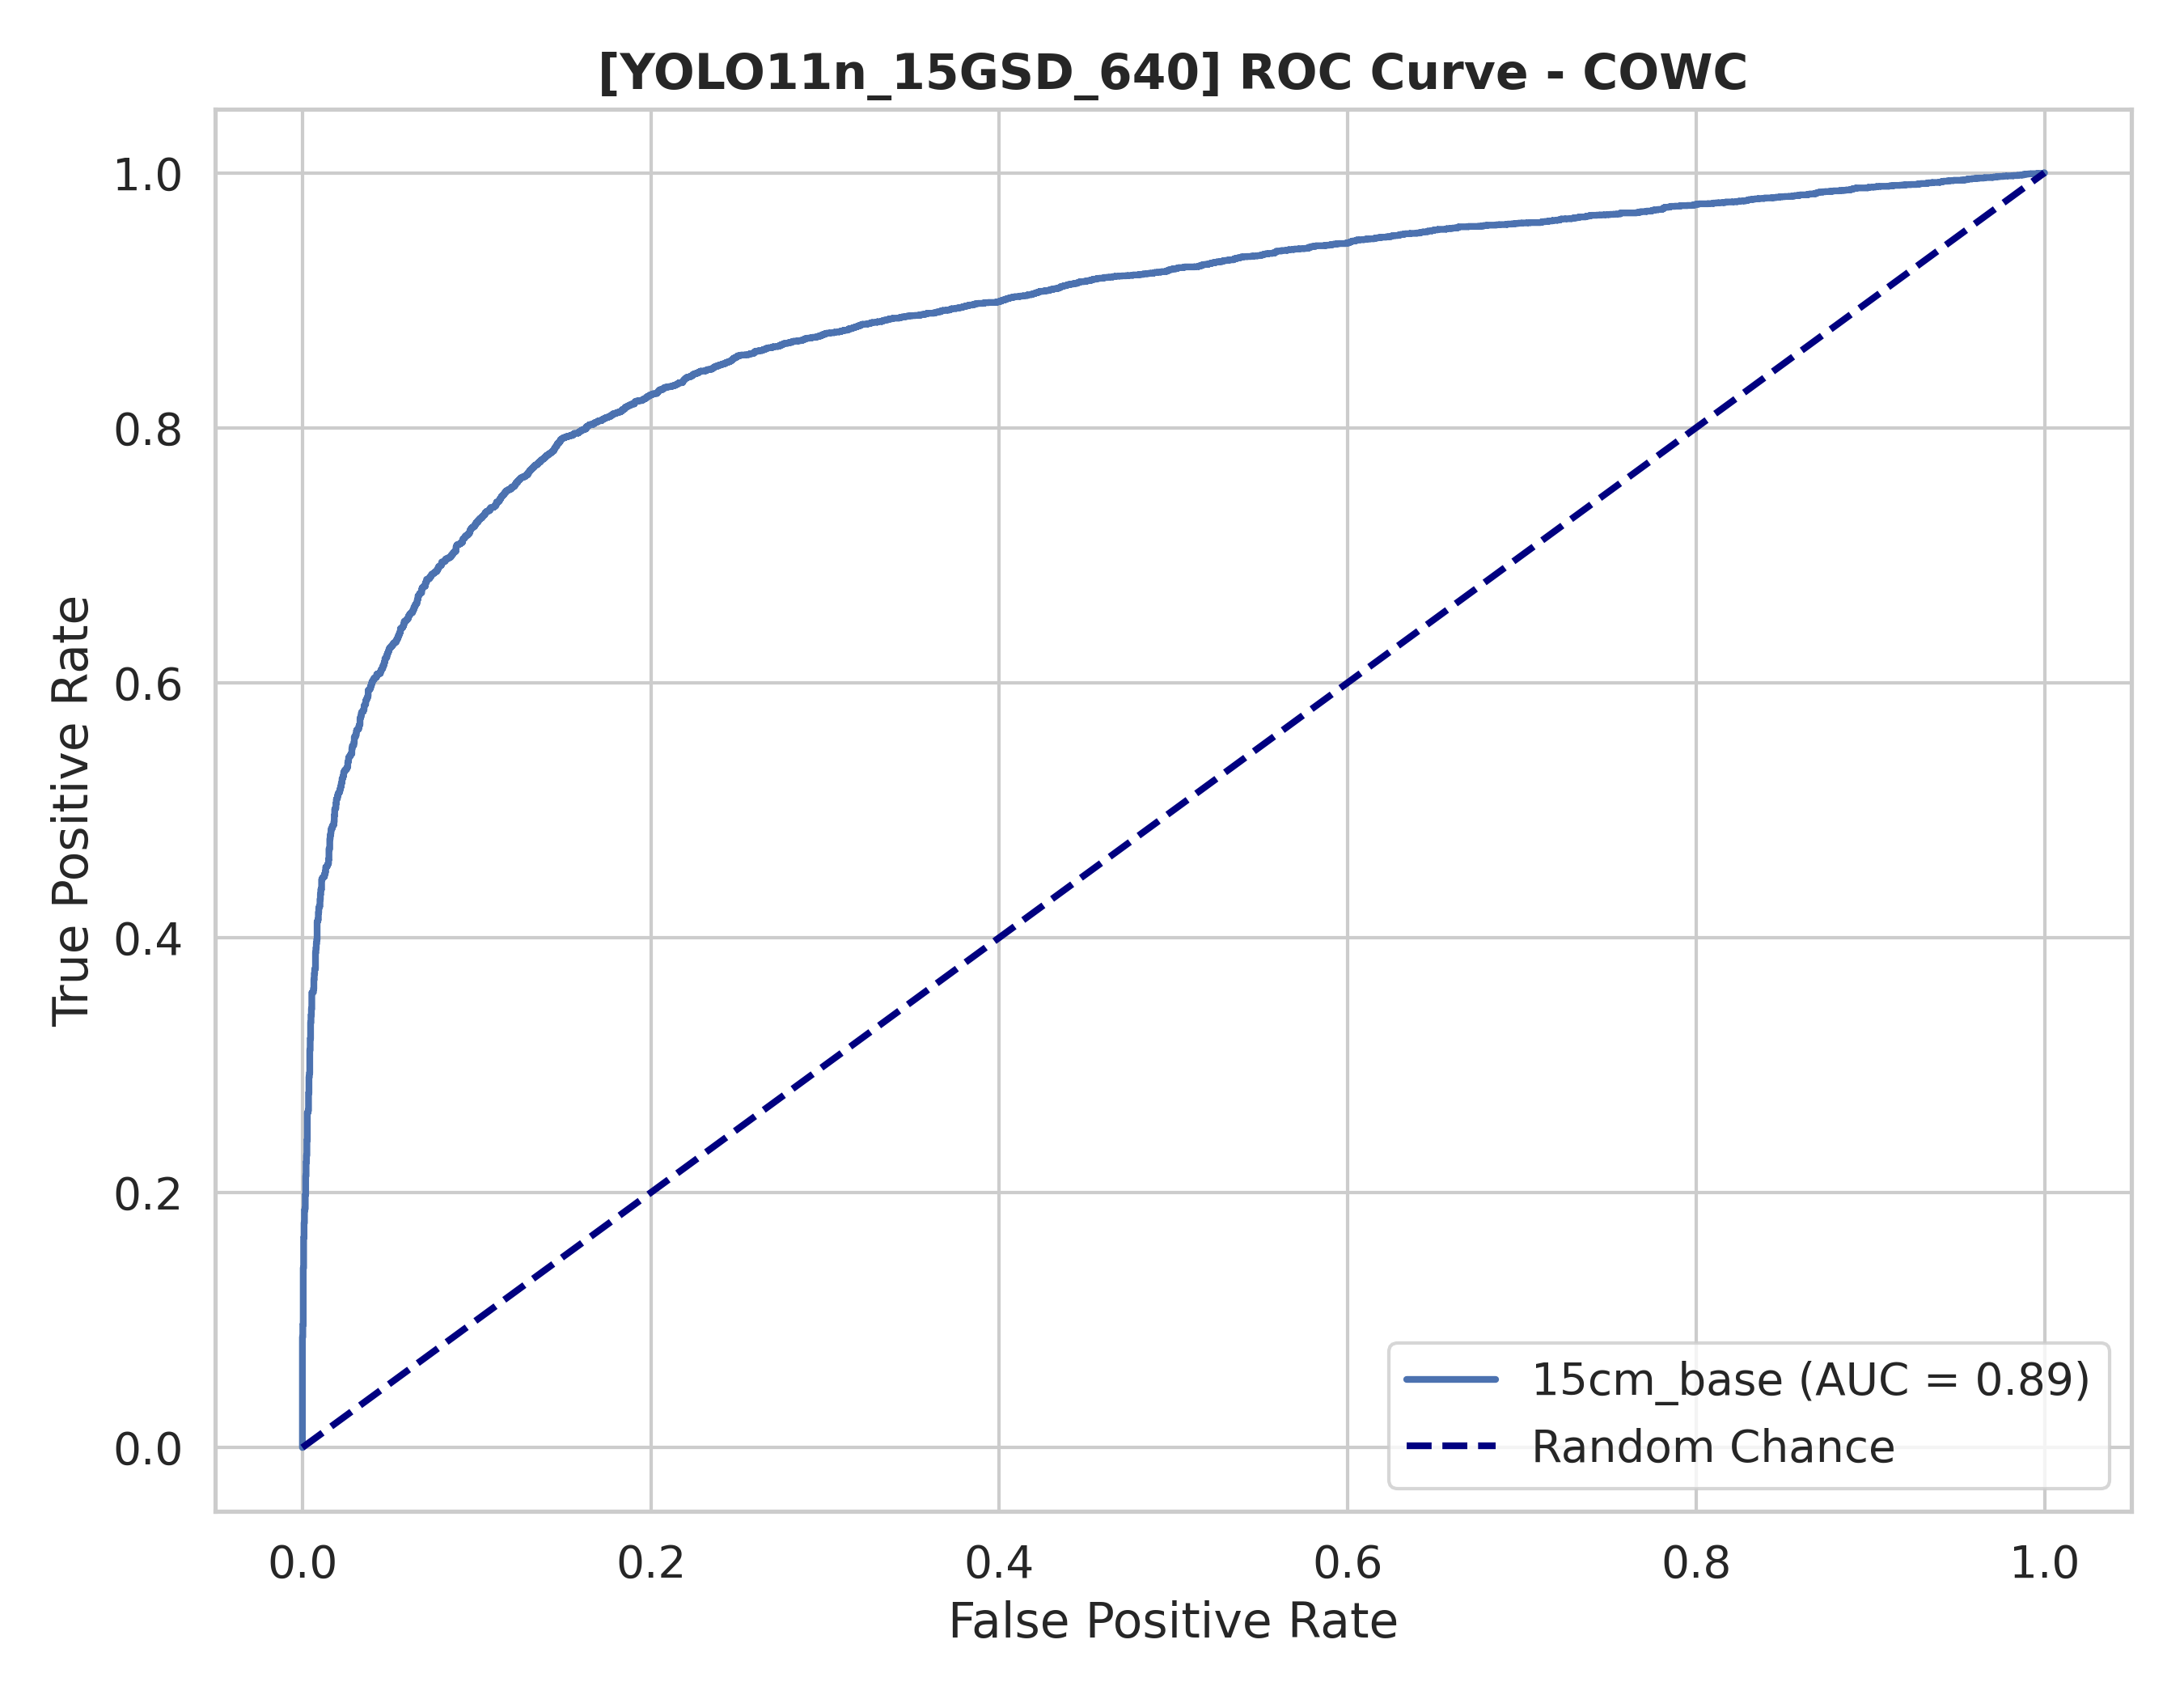 [YOLO11n_15GSD_640] ROC Curve - COWC
True Positive Rate
1.0
0.8
0.6
0.4
0.2
0.0
0.0 0.2 0.4 0.6 0.8 1.0
False Positive Rate
15cm_base (AUC = 0.89)
Random Chance